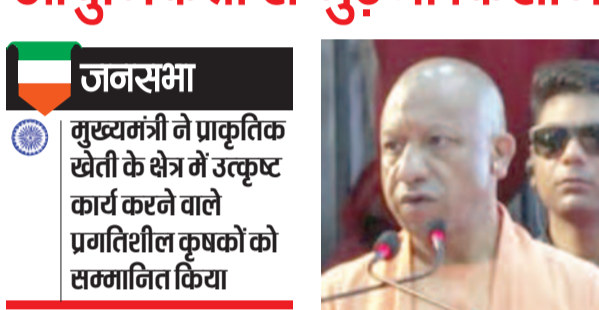 जनसभा
मुख्यमंत्री ने प्राकृतिक
खेती के क्षेत्र में उत्कृष्ट
कार्य करने वाले
प्रगतिशील कृषकों को
सम्मानित किया